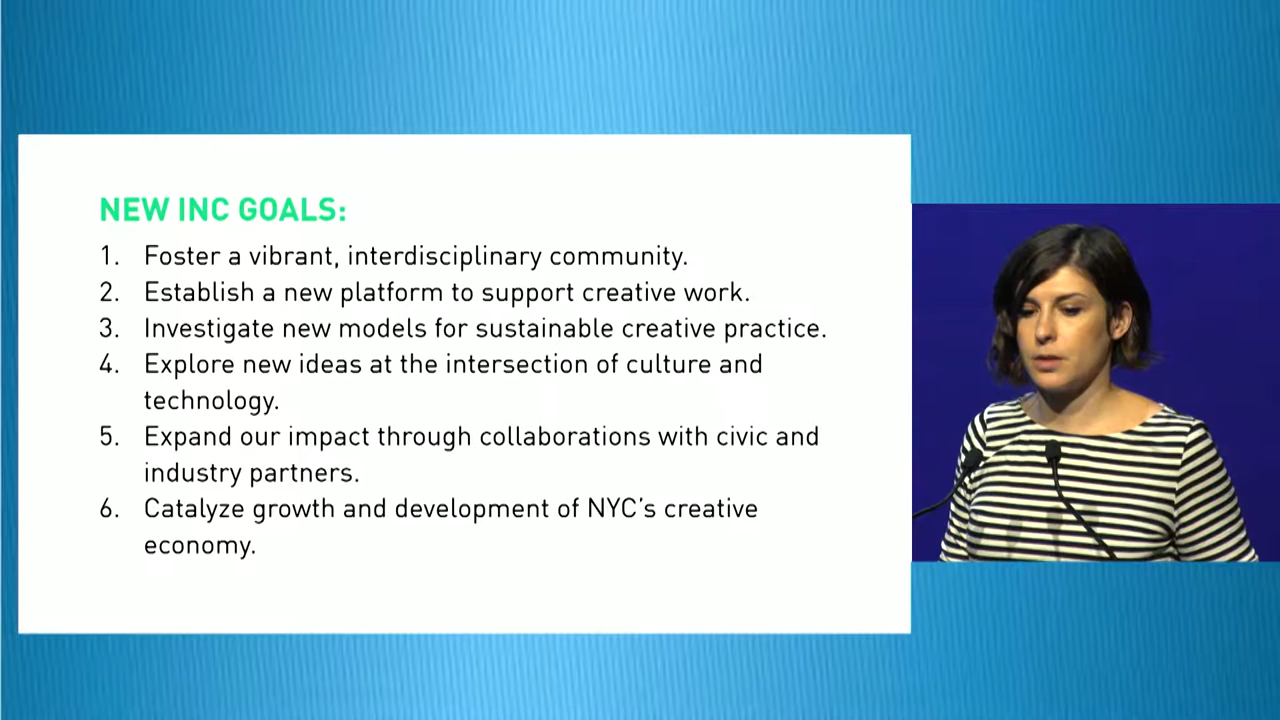 NEW INC GOALS:
1. Foster a vibrant, interdisciplinary community.
2. Establish a new platform to support creative work.
3. Investigate new models for sustainable creative practice.
4. Explore new ideas at the intersection of culture and
technology.
5. Expand our impact through collaborations with civic and
industry partners.
6. Catalyze growth and development of NYC's creative
economy.